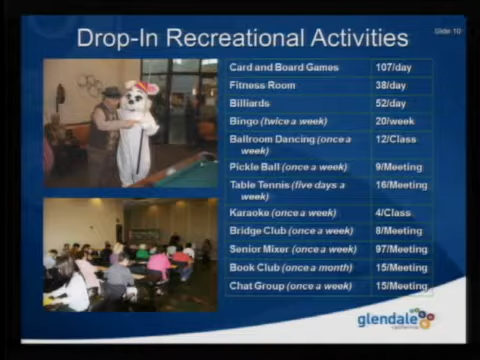 Slide 10
Drop-In Recreational Activities
Card and Board Games 107/day
Fitness Room 38/day
Billiards 52/day
Bingo (twice a week) 20/week
Ballroom Dancing (once a 12/Class
week)
Pickle Ball (once a week) 9/Meeting
Table Tennis (five days a 16/Meeting
week)
Karaoke (once a week) 4/Class
Bridge Club (once a week) 8/Meeting
Senior Mixer (once a week) 97/Meeting
Book Club (once a month) 15/Meeting
Chat Group (once a week) 15/Meeting
glendale
california